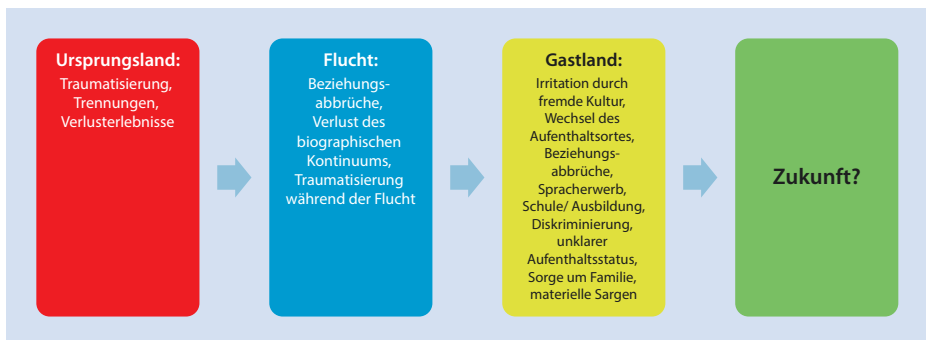 Ursprungsland:
Traumatisierung,
Trennungen,
Verlusterlebnisse
Flucht:
Beziehungs-
abbrüche,
Verlust des
biographischen
Kontinuums,
Traumatisierung
während der Flucht
Gastland:
Irritation durch
fremde Kultur,
Wechsel des
Aufenthaltsortes,
Beziehungs-
abbrüche,
Spracherwerb,
Schule/ Ausbildung,
Diskriminierung,
unklarer
Aufenthaltsstatus,
Sorge um Familie,
materielle Sargen
Zukunft?